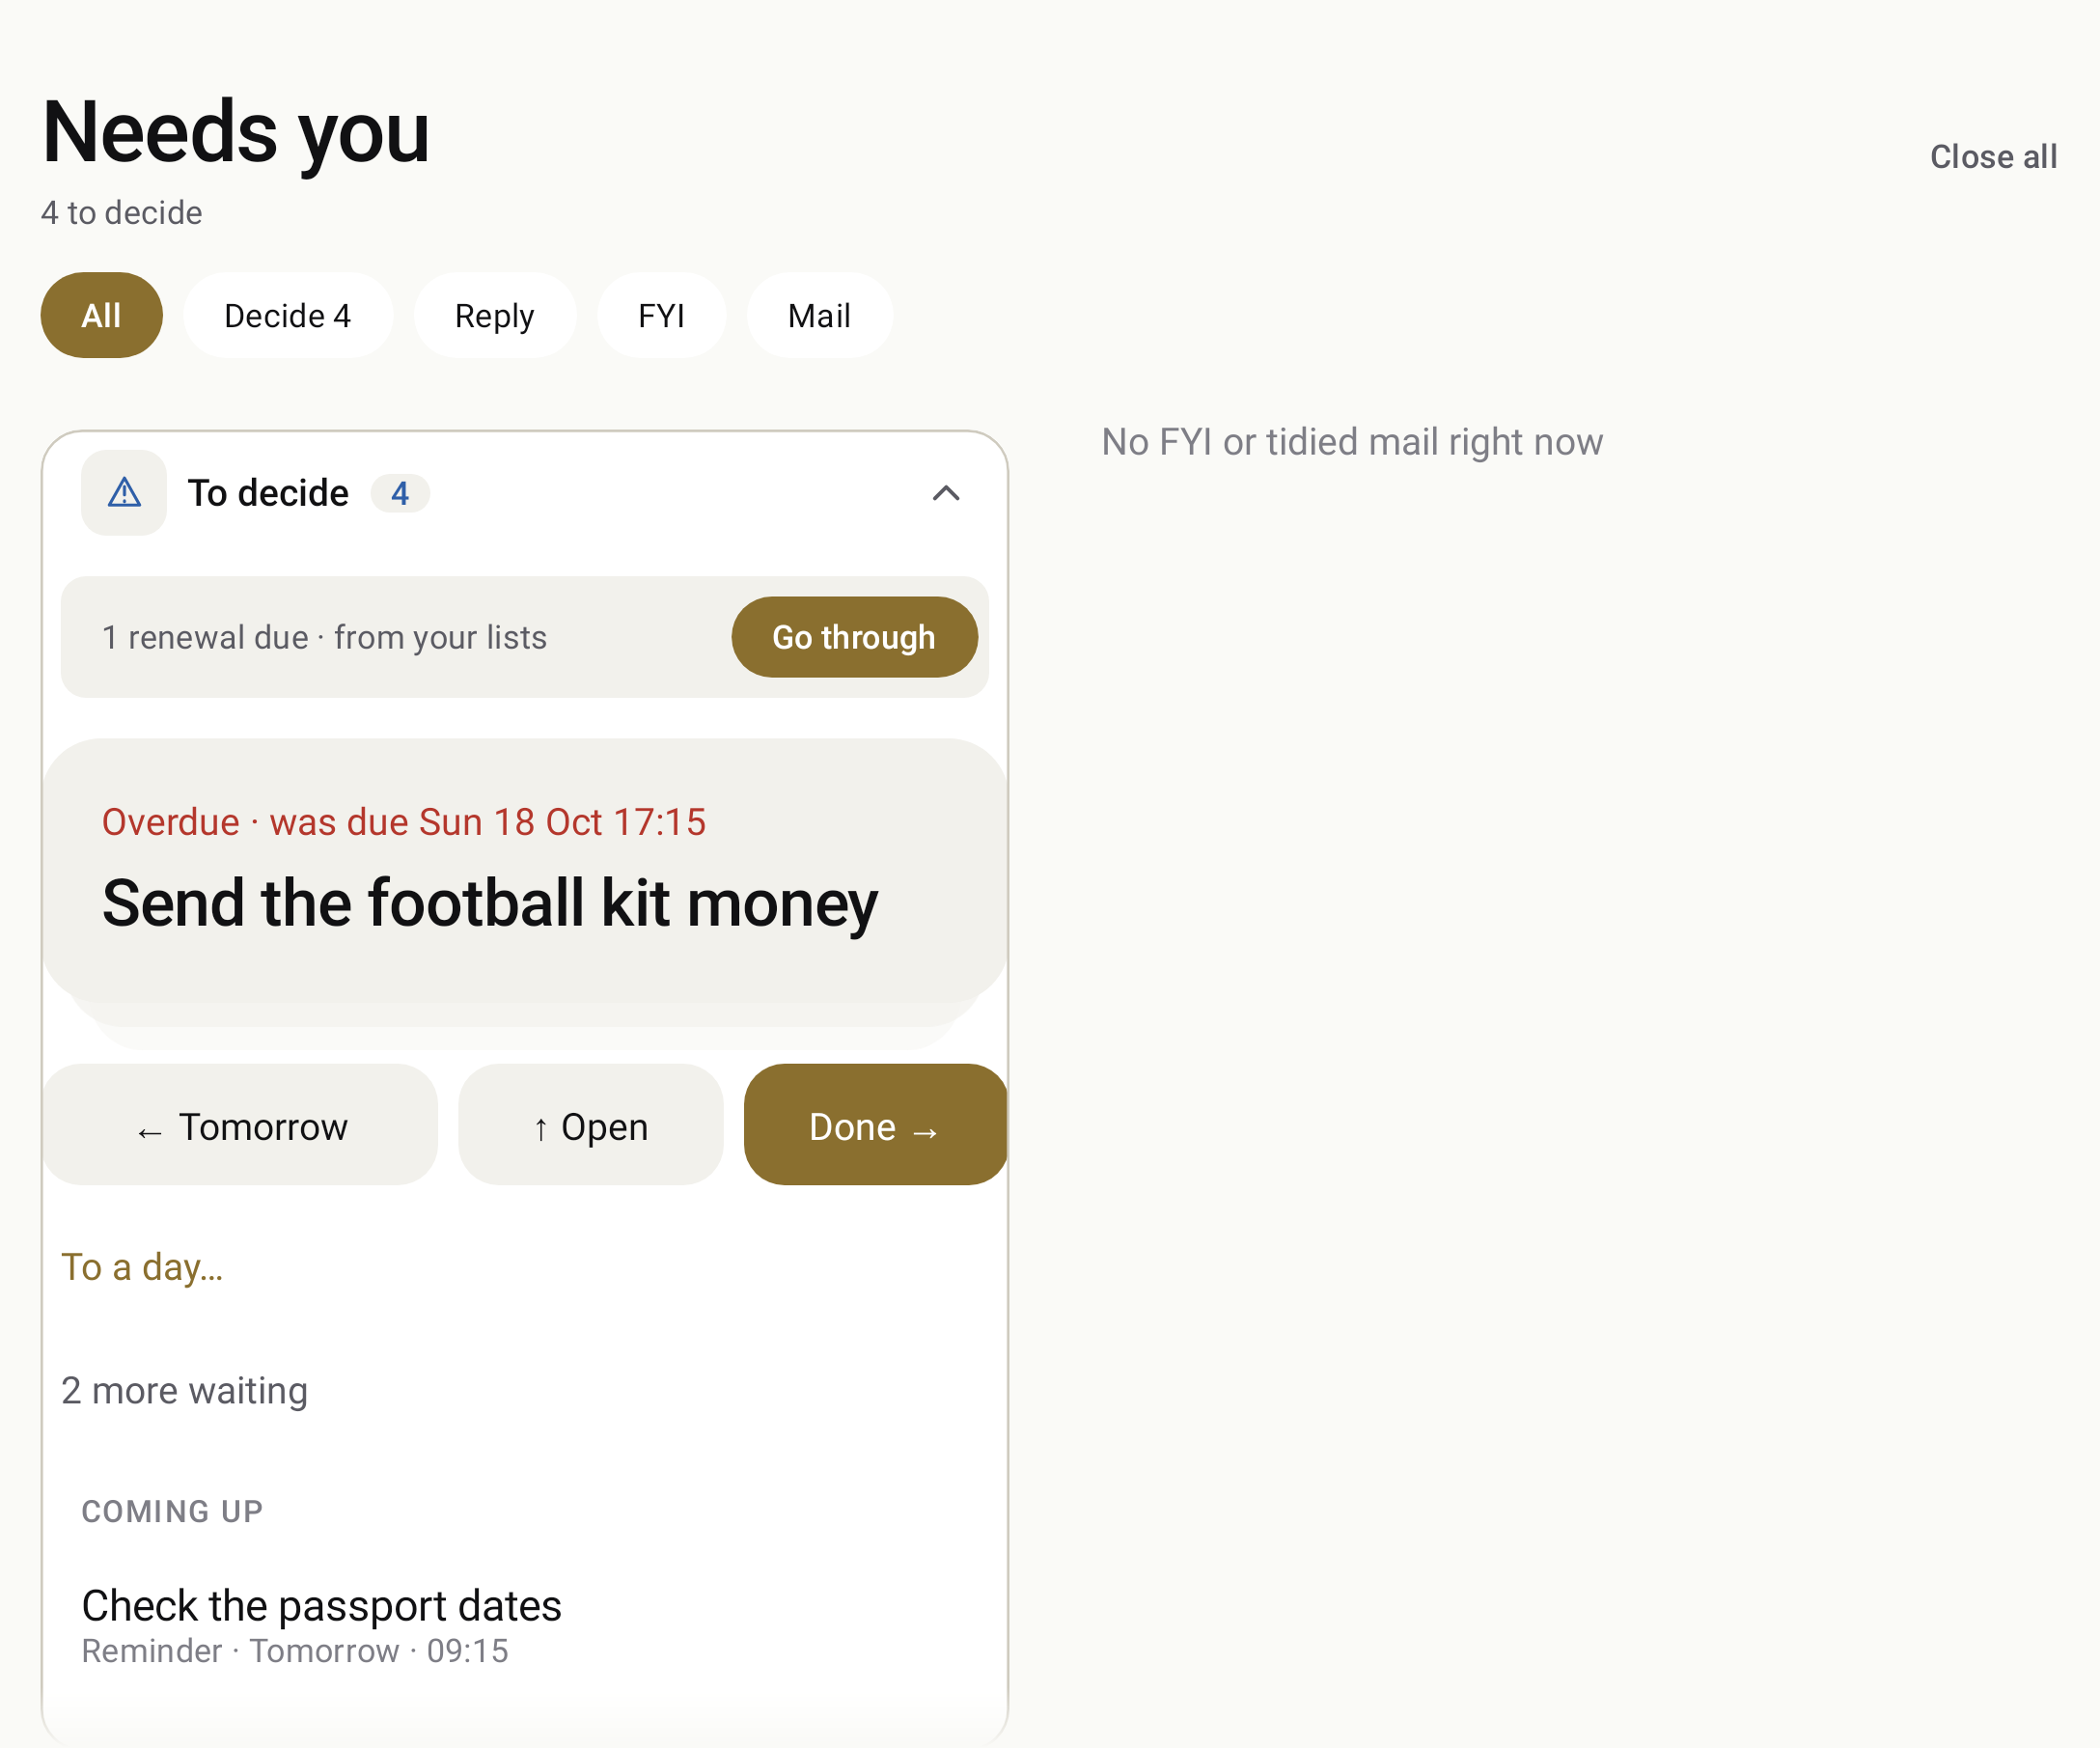 Needs you
Close all
4 to decide
All
Decide 4
Reply
FYI
Mail
No FYI or tidied mail right now
To decide 4
1 renewal due · from your lists
Go through
Overdue · was due Sun 18 Oct 17:15
Send the football kit money
← Tomorrow
↑ Open
Done →
To a day...
2 more waiting
COMING UP
Check the passport dates
Reminder · Tomorrow · 09:15